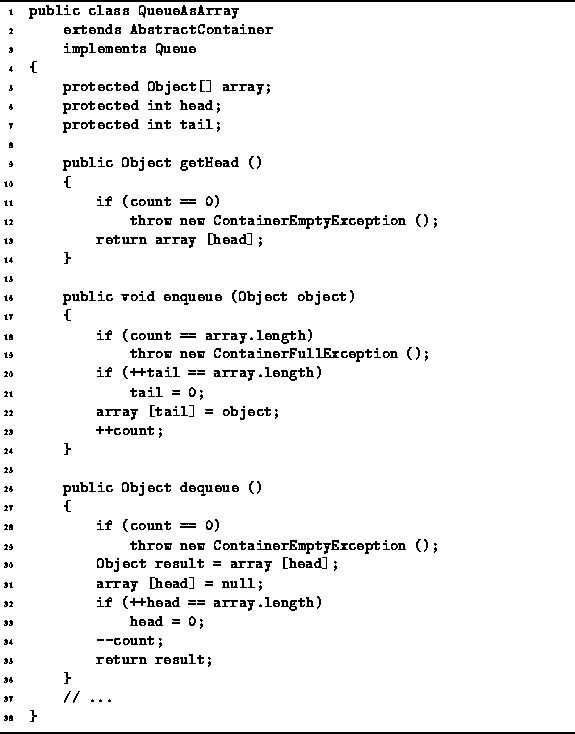 1 public class QueueAsArray
2 extends AbstractContainer
3 implements Queue
4 {
5 protected Object[] array;
6 protected int head;
7 protected int tail;
8
9 public Object getHead ()
10 {
11 if (count == 0)
12 throw new ContainerEmptyException ();
13 return array [head];
14 }
15
16 public void enqueue (Object object)
17 {
18 if (count == array.length)
19 throw new ContainerFullException ();
20 if (++tail == array.length)
21 tail = 0;
22 array [tail] = object;
23 ++count;
24 }
25
26 public Object dequeue ()
27 {
28 if (count == 0)
29 throw new ContainerEmptyException ();
30 Object result = array [head];
31 array [head] = null;
32 if (++head == array.length)
33 head = 0;
34 --count;
35 return result;
36 }
37 // ...
38 }